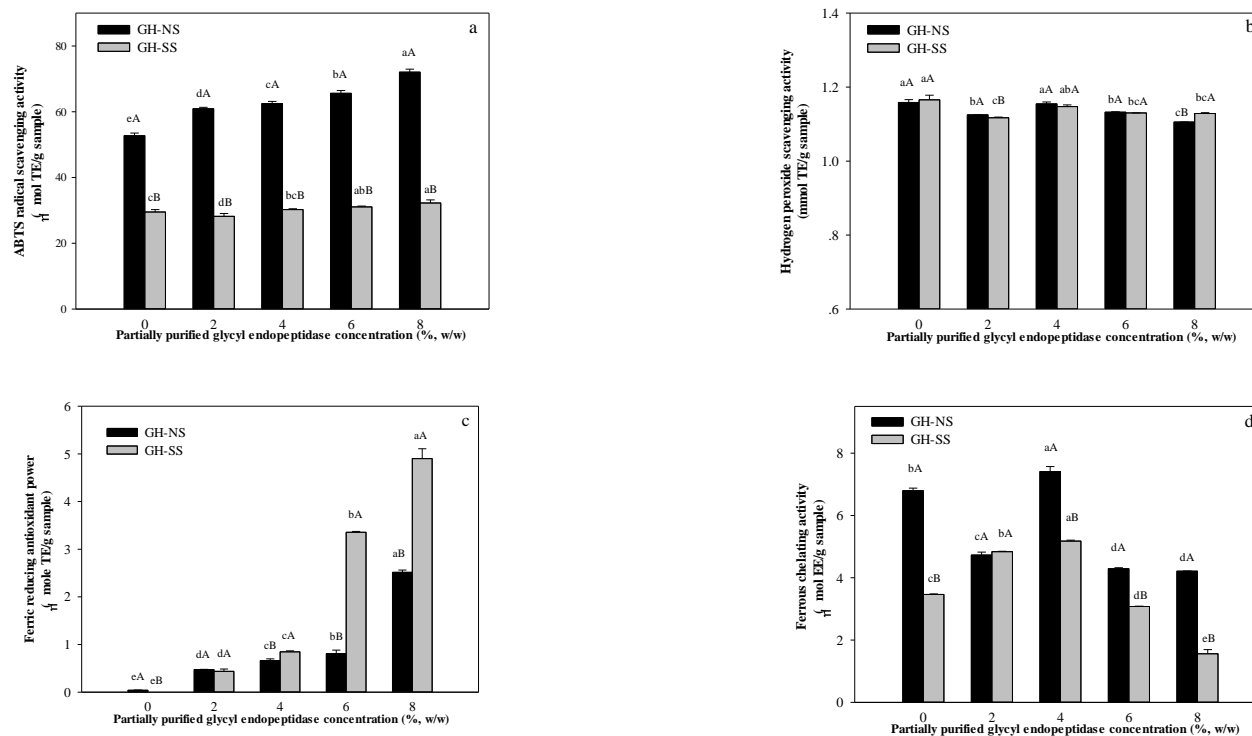 a
GH-NS
GH-SS
ABTS radical scavenging activity
mol TE/g sample)
80
60
40
20
0
eA
cB
dA
dB
cA
bcB
bA
abB
aA
aB
0 2 4 6 8
Partially purified glycyl endopeptidase concentration (%, w/w)
b
GH-NS
GH-SS
Hydrogen peroxide scavenging activity
(mmol TE/g sample)
1.4
1.2
1.0
.8
.6
aA aA
bA cB
aA abA
bA bcA
cB bcA
0 2 4 6 8
Partially purified glycyl endopeptidase concentration (%, w/w)
c
GH-NS
GH-SS
Ferric reducing antioxidant power
mole TE/g sample)
6
5
4
3
2
1
0
eA eB
dA dA
cB cA
bB
bA
aB
aA
0 2 4 6 8
Partially purified glycyl endopeptidase concentration (%, w/w)
d
GH-NS
GH-SS
Ferrous chelating activity
mol EE/g sample)
8
6
4
2
0
bA
cB
cA bA
aA
aB
dA
dB
dA
eB
0 2 4 6 8
Partially purified glycyl endopeptidase concentration (%, w/w)